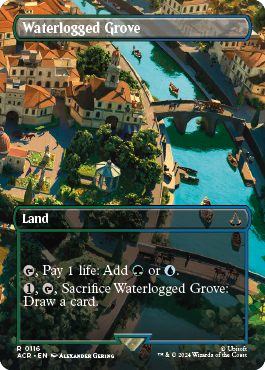 Waterlogged Grove
Land
, Pay 1 life: Add or .
1, , Sacrifice Waterlogged Grove:
Draw a card.
R 0116
ACR • EN Alexander Gering
© Ubisoft
™ & © 2024 Wizards of the Coast